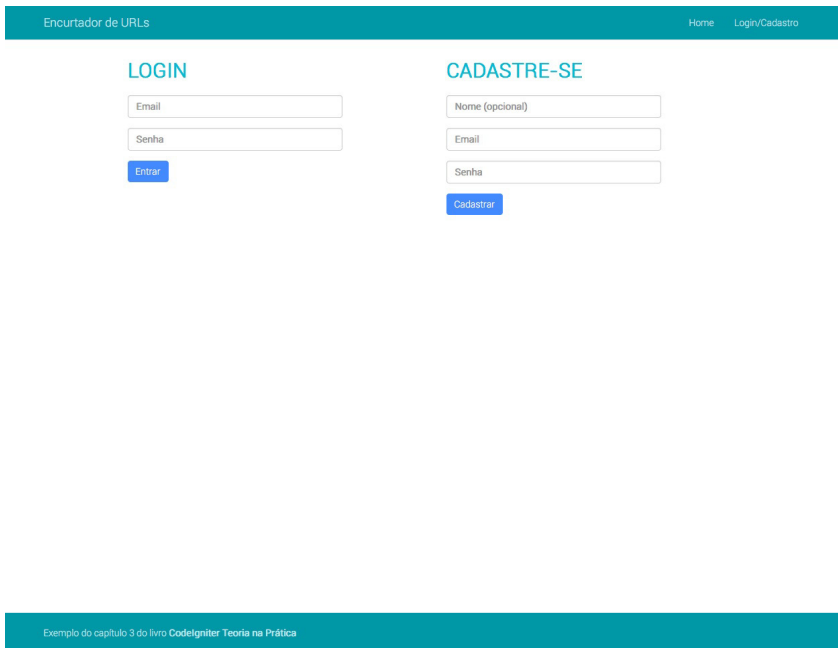 Encurtador de URLs
Home Login/Cadastro
LOGIN
Email
Senha
Entrar
CADASTRE-SE
Nome (opcional)
Email
Senha
Cadastrar
Exemplo do capítulo 3 do livro CodeIgniter Teoria na Prática